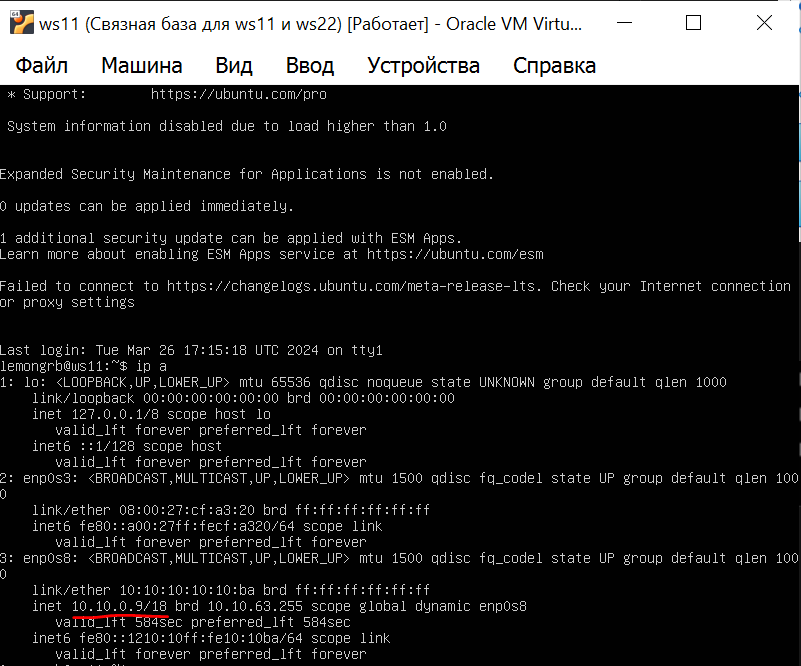 ws11 (Связная база для ws11 и ws22) [Работает] - Oracle VM Virtu...
Файл Машина Вид Ввод Устройства Справка
* Support: https://ubuntu.com/pro
System information disabled due to load higher than 1.0
Expanded Security Maintenance for Applications is not enabled.
0 updates can be applied immediately.
1 additional security update can be applied with ESM Apps.
Learn more about enabling ESM Apps service at https://ubuntu.com/esm
Failed to connect to https://changelogs.ubuntu.com/meta-release-lts. Check your Internet connection
or proxy settings
Last login: Tue Mar 26 17:15:18 UTC 2024 on tty1
lemongrb@ws11:~$ ip a
1: lo: <LOOPBACK,UP,LOWER_UP> mtu 65536 qdisc noqueue state UNKNOWN group default qlen 1000
link/loopback 00:00:00:00:00:00 brd 00:00:00:00:00:00
inet 127.0.0.1/8 scope host lo
valid_lft forever preferred_lft forever
inet6 ::1/128 scope host
valid_lft forever preferred_lft forever
2: enp0s3: <BROADCAST,MULTICAST,UP,LOWER_UP> mtu 1500 qdisc fq_codel state UP group default qlen 100
0
link/ether 08:00:27:cf:a3:20 brd ff:ff:ff:ff:ff:ff
inet6 fe80::a00:27ff:fecf:a320/64 scope link
valid_lft forever preferred_lft forever
3: enp0s8: <BROADCAST,MULTICAST,UP,LOWER_UP> mtu 1500 qdisc fq_codel state UP group default qlen 100
0
link/ether 10:10:10:10:10:ba brd ff:ff:ff:ff:ff:ff
inet 10.10.0.9/18 brd 10.10.63.255 scope global dynamic enp0s8
valid_lft 584sec preferred_lft 584sec
inet6 fe80::1210:10ff:fe10:10ba/64 scope link
valid_lft forever preferred_lft forever